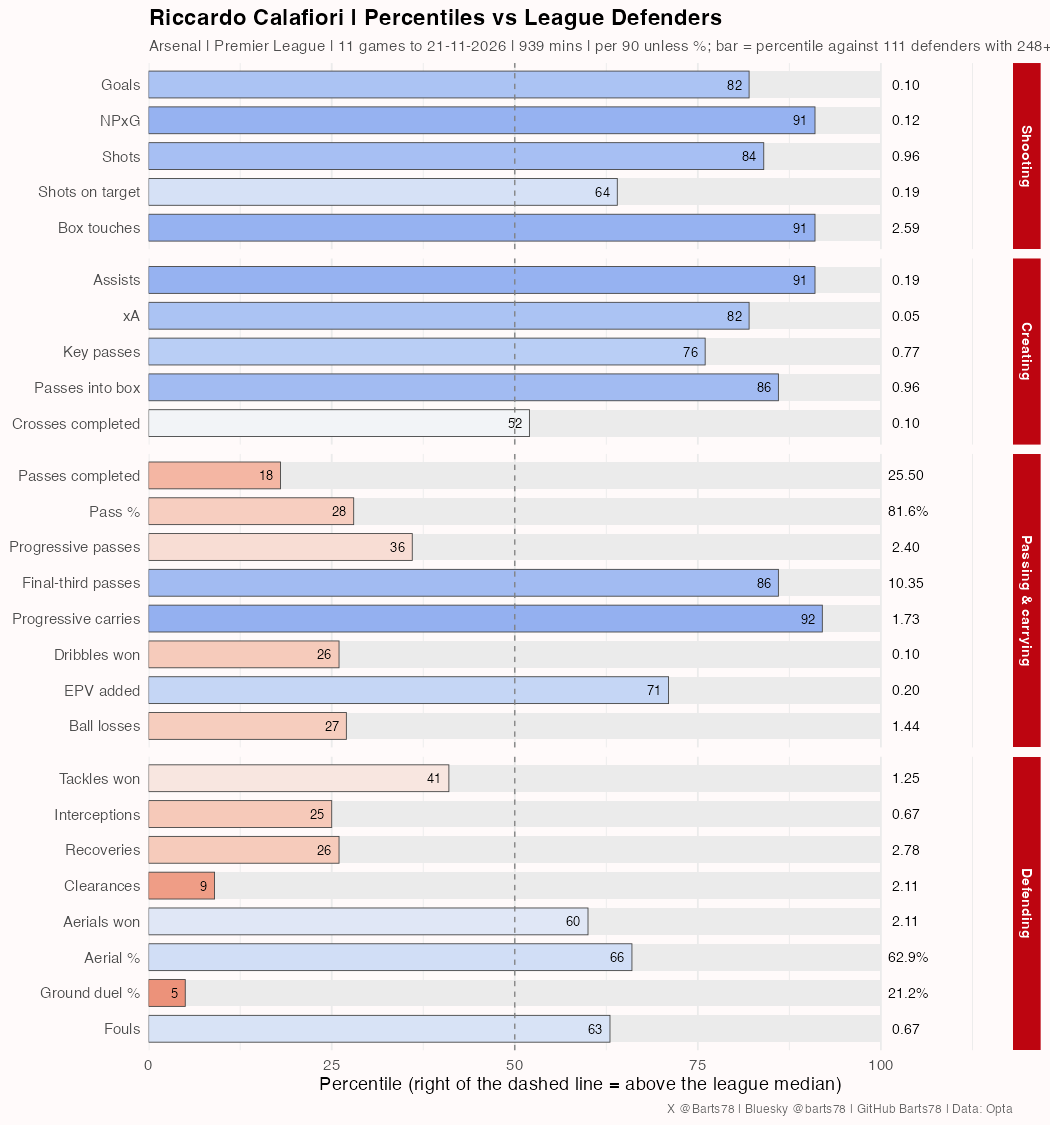 Riccardo Calafiori | Percentiles vs League Defenders
Arsenal | Premier League | 11 games to 21-11-2026 | 939 mins | per 90 unless %; bar = percentile against 111 defenders with 248+
Shooting
Goals 82 0.10
NPxG 91 0.12
Shots 84 0.96
Shots on target 64 0.19
Box touches 91 2.59
Creating
Assists 91 0.19
xA 82 0.05
Key passes 76 0.77
Passes into box 86 0.96
Crosses completed 52 0.10
Passing & carrying
Passes completed 18 25.50
Pass % 28 81.6%
Progressive passes 36 2.40
Final-third passes 86 10.35
Progressive carries 92 1.73
Dribbles won 26 0.10
EPV added 71 0.20
Ball losses 27 1.44
Defending
Tackles won 41 1.25
Interceptions 25 0.67
Recoveries 26 2.78
Clearances 9 2.11
Aerials won 60 2.11
Aerial % 66 62.9%
Ground duel % 5 21.2%
Fouls 63 0.67
0 25 50 75 100
Percentile (right of the dashed line = above the league median)
X @Barts78 | Bluesky @barts78 | GitHub Barts78 | Data: Opta